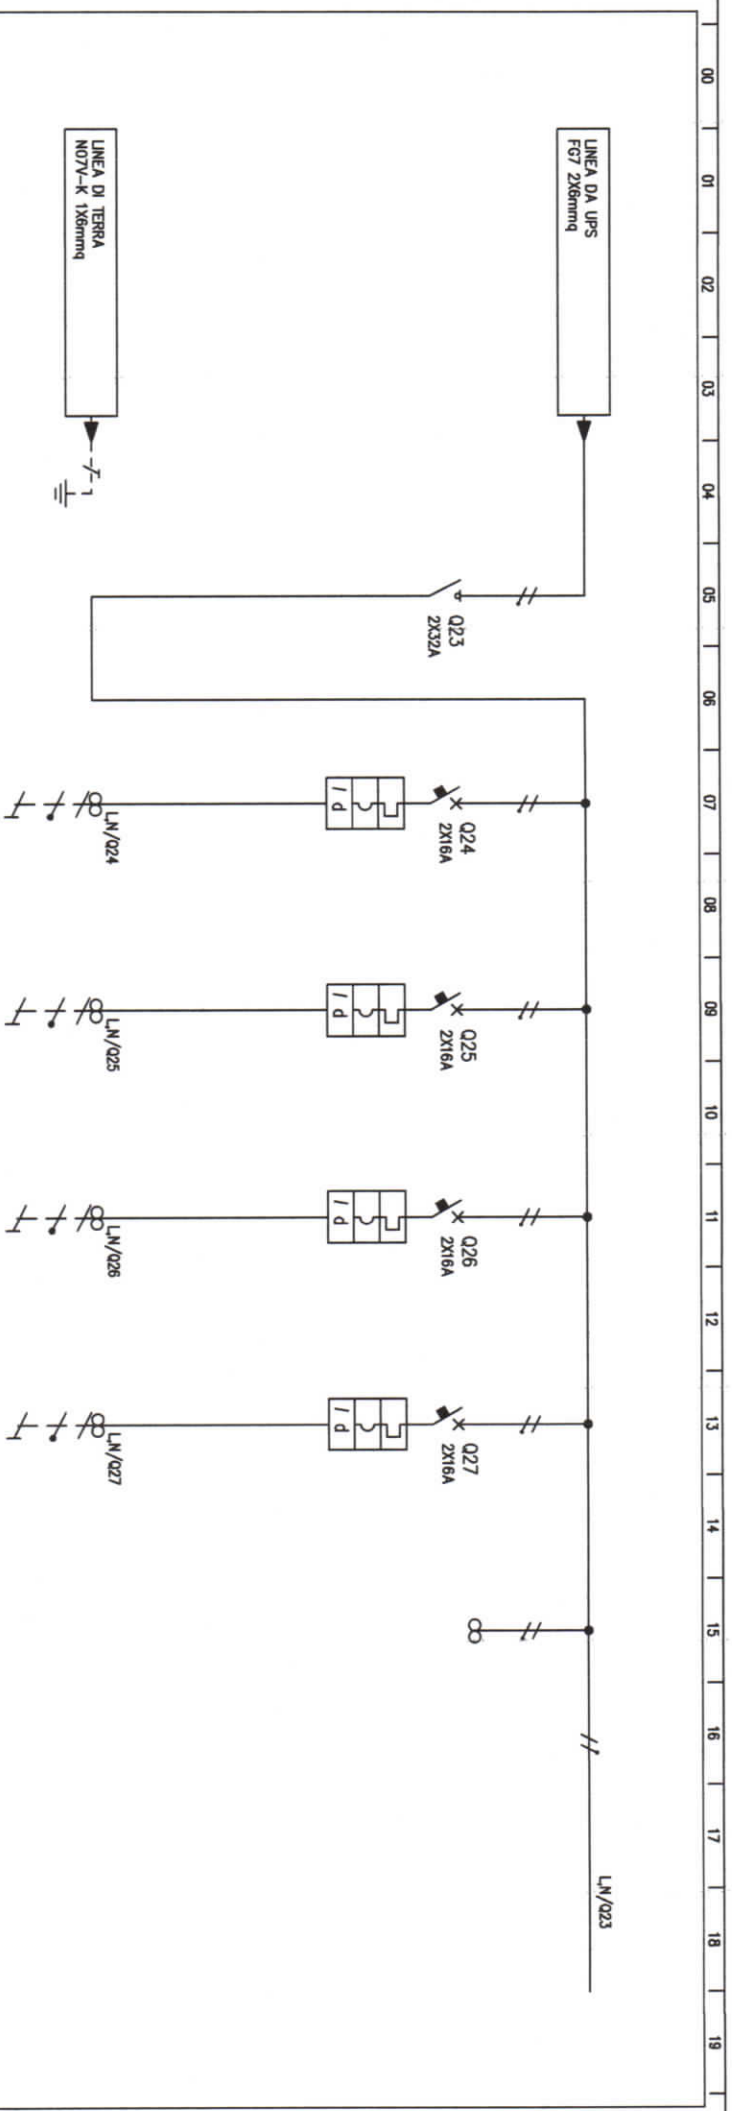 00
01
02
03
04
05
06
07
08
09
10
11
12
13
14
15
16
17
18
19
LINEA DA UPS
FG7 2X6mmq
LINEA DI TERRA
N07V-K 1X6mmq
Q23
2X32A
Q24
2X16A
Q25
2X16A
Q26
2X16A
Q27
2X16A
I d
I d
I d
I d
L,N/Q24
L,N/Q25
L,N/Q26
L,N/Q27
L,N/Q23